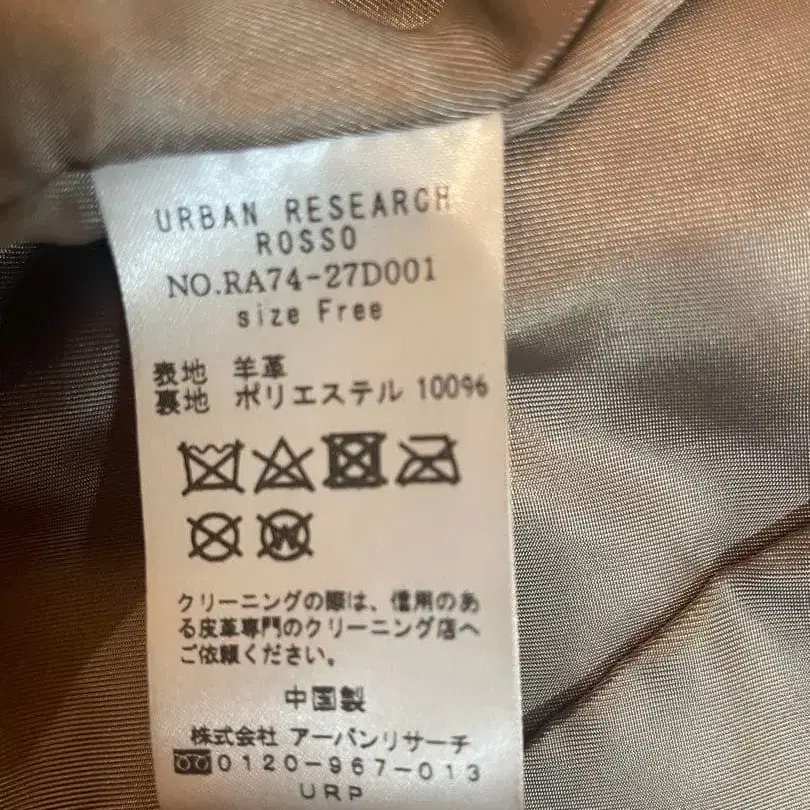 URBAN RESEARCH
ROSSO
NO.RA74-27D001
size Free
表地 羊革
裏地 ポリエステル 100%
W
クリーニングの際は、信用のあ
る皮革専門のクリーニング店へ
ご依頼ください。
中国製
株式会社 アーバンリサーチ
0120-967-013
URP